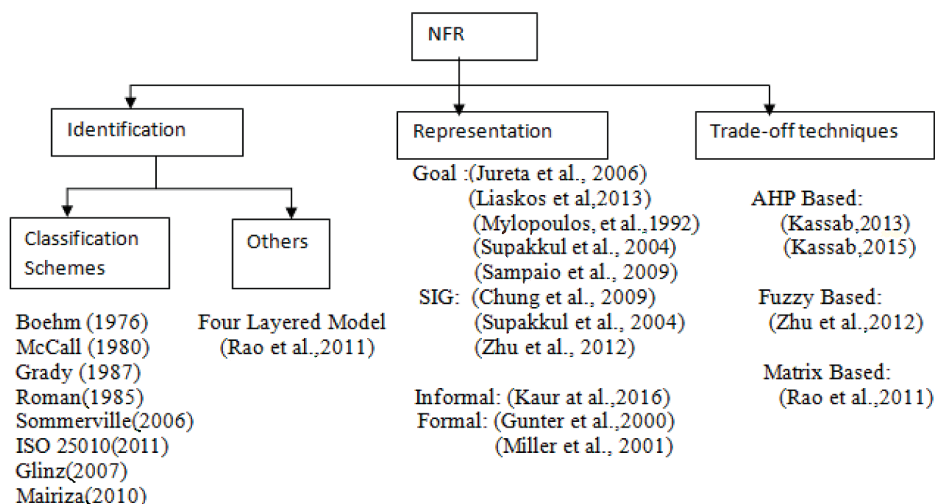 NFR
Identification
Representation
Trade-off techniques
Classification
Schemes
Others
Boehm (1976)
McCall (1980)
Grady (1987)
Roman(1985)
Sommerville(2006)
ISO 25010(2011)
Glinz(2007)
Mairiza(2010)
Four Layered Model
(Rao et al.,2011)
Goal :(Jureta et al., 2006)
(Liaskos et al,2013)
(Mylopoulos, et al.,1992)
(Supakkul et al., 2004)
(Sampaio et al., 2009)
SIG: (Chung et al., 2009)
(Supakkul et al., 2004)
(Zhu et al., 2012)
Informal: (Kaur at al.,2016)
Formal: (Gunter et al.,2000)
(Miller et al., 2001)
AHP Based:
(Kassab,2013)
(Kassab,2015)
Fuzzy Based:
(Zhu et al.,2012)
Matrix Based:
(Rao et al.,2011)